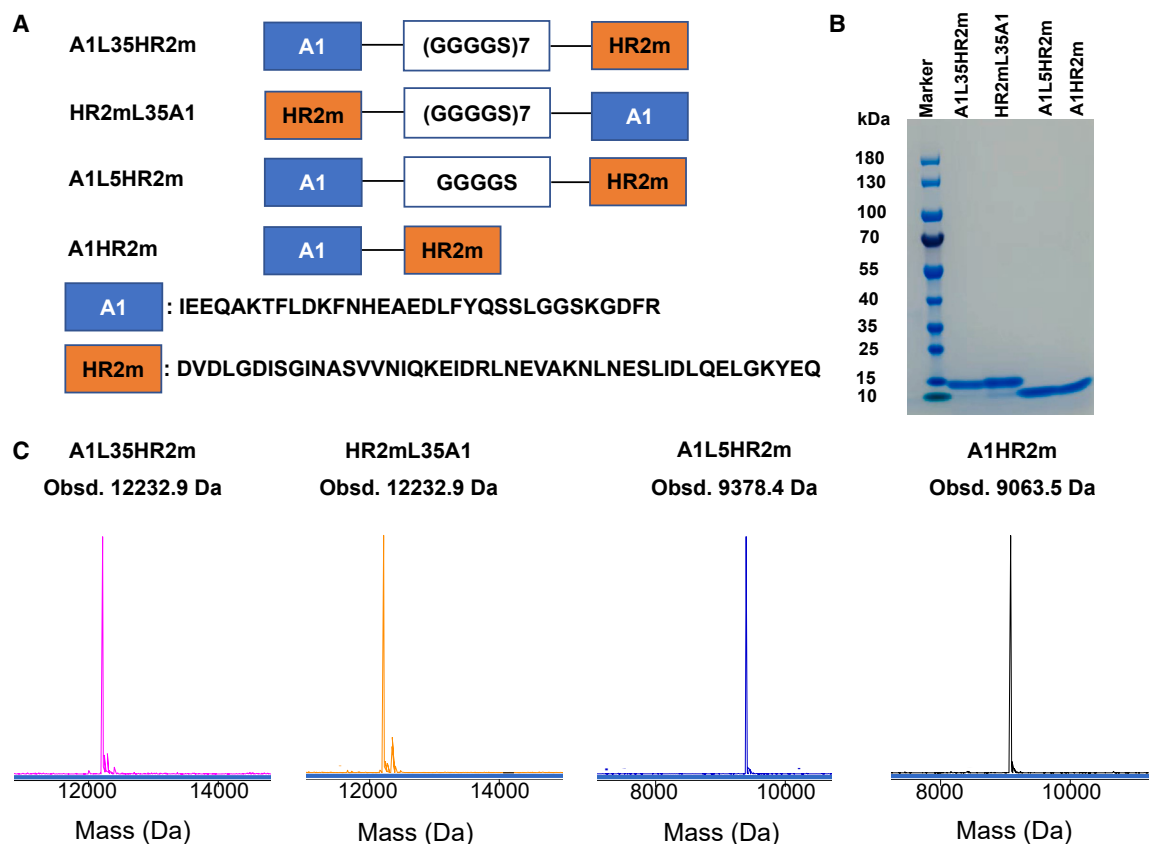 A
A1L35HR2m
A1
(GGGGS)7
HR2m
HR2mL35A1
HR2m
(GGGGS)7
A1
A1L5HR2m
A1
GGGGS
HR2m
A1HR2m
A1
HR2m
A1 : IEEQAKTFLDKFNHEAEDLFYQSSLGGSKGDFR
HR2m : DVDLGDISGINASVVNIQKEIDRLNEVAKNLNESLIDLQELGKYEQ
B
Marker
A1L35HR2m
HR2mL35A1
A1L5HR2m
A1HR2m
kDa
180
130
100
70
55
40
35
25
15
10
C
A1L35HR2m
Obsd. 12232.9 Da
12000 14000
Mass (Da)
HR2mL35A1
Obsd. 12232.9 Da
12000 14000
Mass (Da)
A1L5HR2m
Obsd. 9378.4 Da
8000 10000
Mass (Da)
A1HR2m
Obsd. 9063.5 Da
8000 10000
Mass (Da)